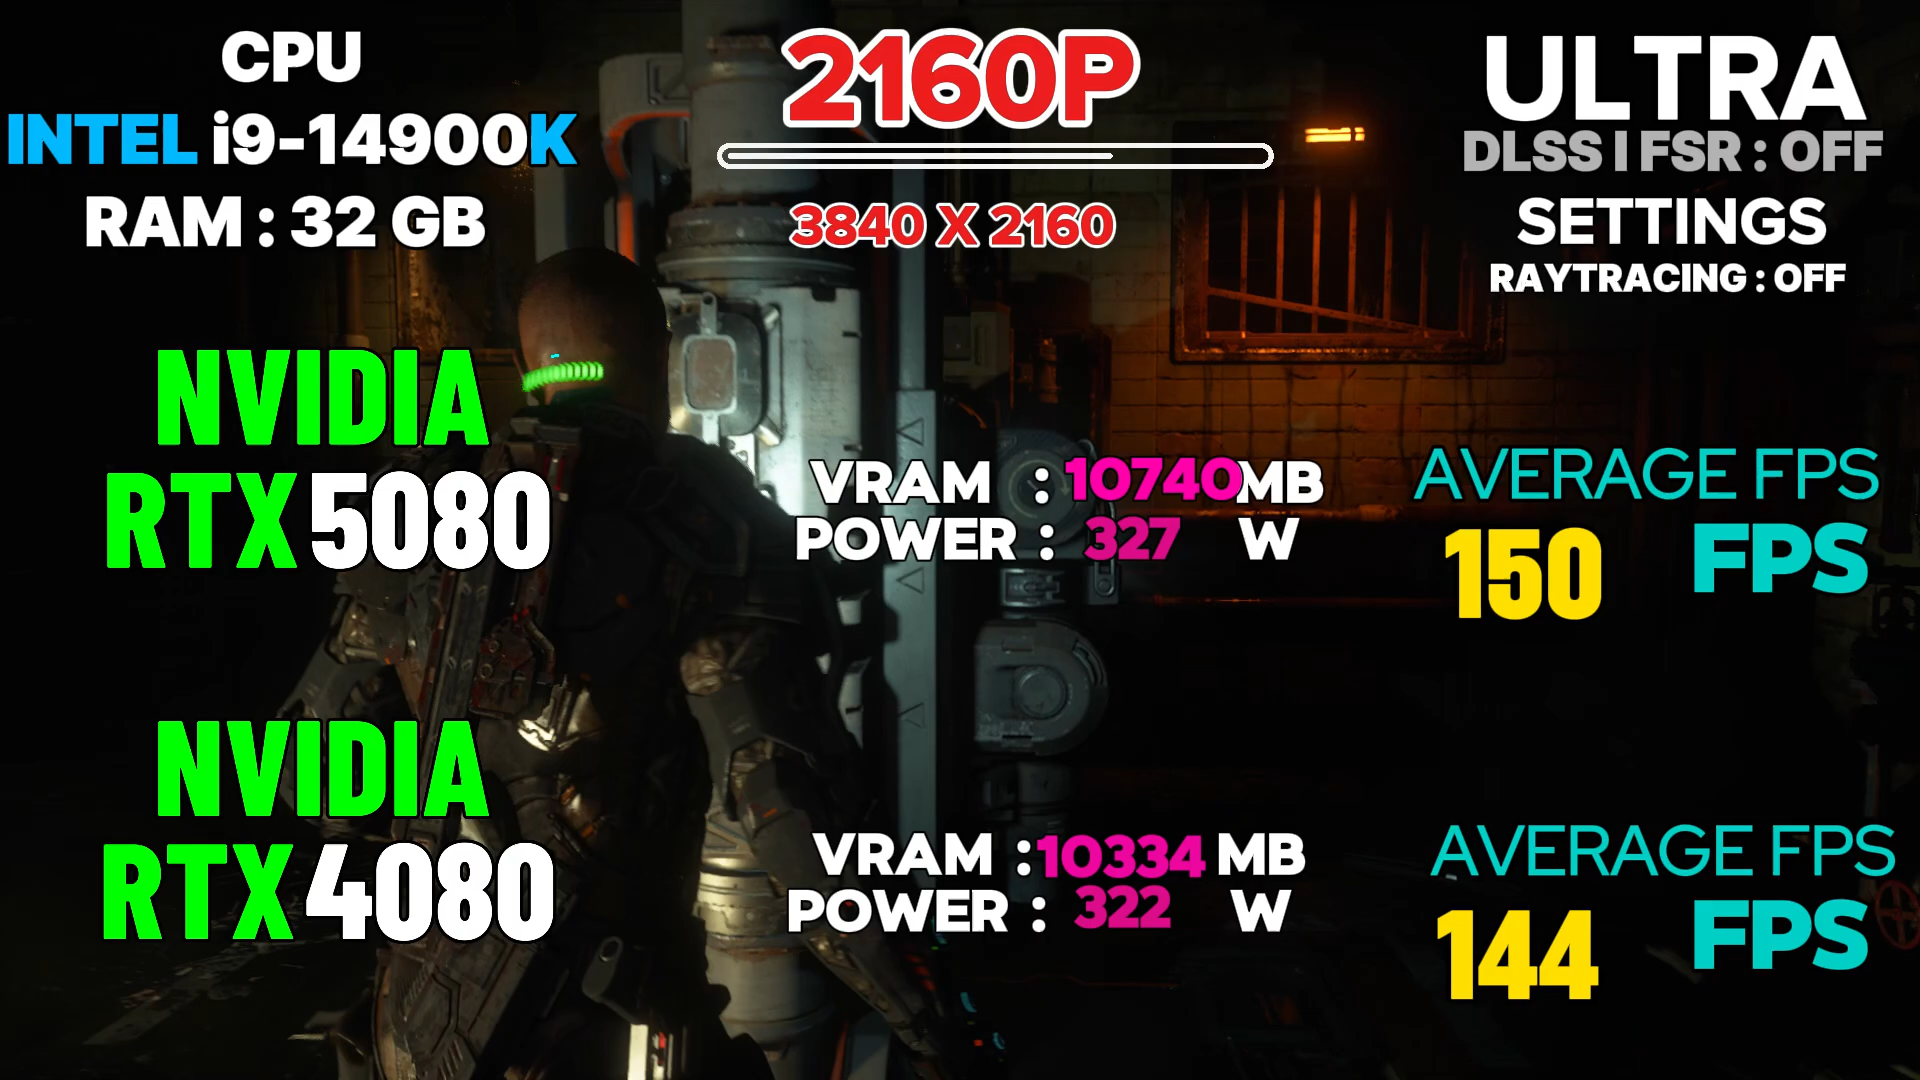 CPU
INTEL i9-14900K
RAM : 32 GB
2160P
3840 X 2160
ULTRA
DLSS I FSR : OFF
SETTINGS
RAYTRACING : OFF
NVIDIA
RTX 5080
VRAM : 10740MB
POWER : 327 W
AVERAGE FPS
150 FPS
NVIDIA
RTX 4080
VRAM :10334 MB
POWER : 322 W
AVERAGE FPS
144 FPS